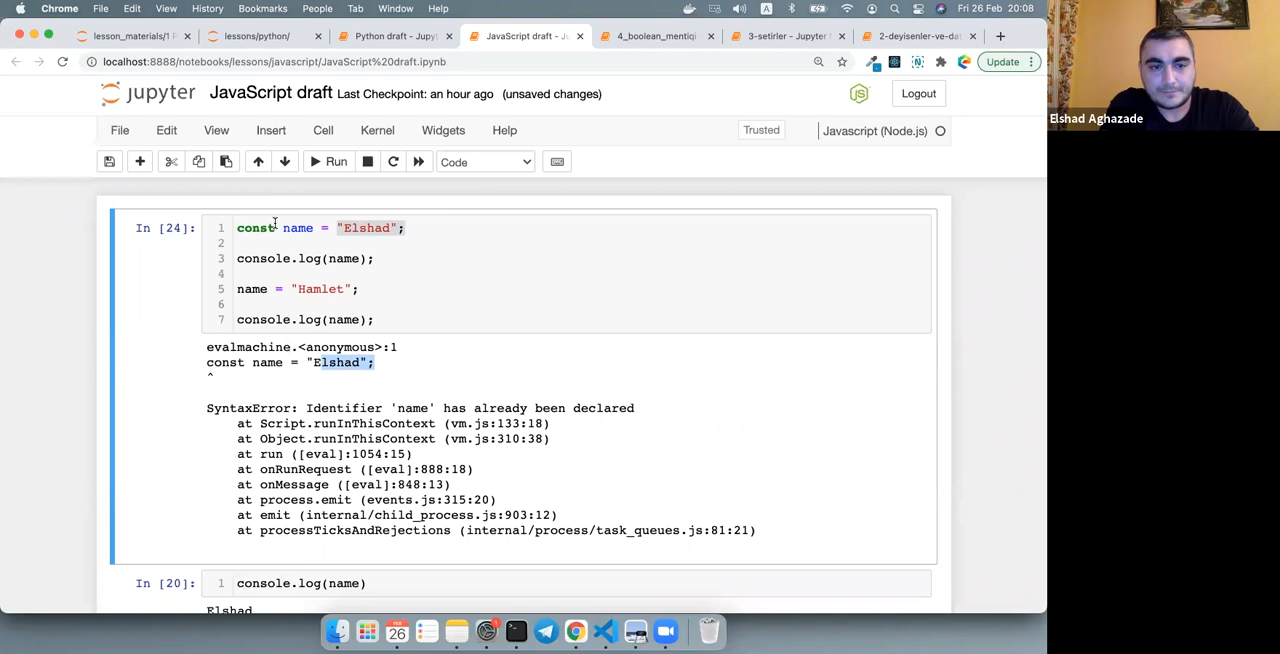 Chrome File Edit View History Bookmarks People Tab Window Help A Fri 26 Feb 20:08
lesson_materials/1 P lessons/python/ Python draft - Jupyt JavaScript draft - Ju 4_boolean_mentiqi 3-setirler - Jupyter N 2-deyisenler-ve-dat
localhost:8888/notebooks/lessons/javascript/JavaScript%20draft.ipynb Update
jupyter JavaScript draft Last Checkpoint: an hour ago (unsaved changes) JS Logout
File Edit View Insert Cell Kernel Widgets Help Trusted Javascript (Node.js)
Run Code
In [24]: 1 const name = "Elshad";
2
3 console.log(name);
4
5 name = "Hamlet";
6
7 console.log(name);
evalmachine.<anonymous>:1
const name = "Elshad";
^
SyntaxError: Identifier 'name' has already been declared
at Script.runInThisContext (vm.js:133:18)
at Object.runInThisContext (vm.js:310:38)
at run ([eval]:1054:15)
at onRunRequest ([eval]:888:18)
at onMessage ([eval]:848:13)
at process.emit (events.js:315:20)
at emit (internal/child_process.js:903:12)
at processTicksAndRejections (internal/process/task_queues.js:81:21)
In [20]: 1 console.log(name)
Elshad
FEB
26
Elshad Aghazade